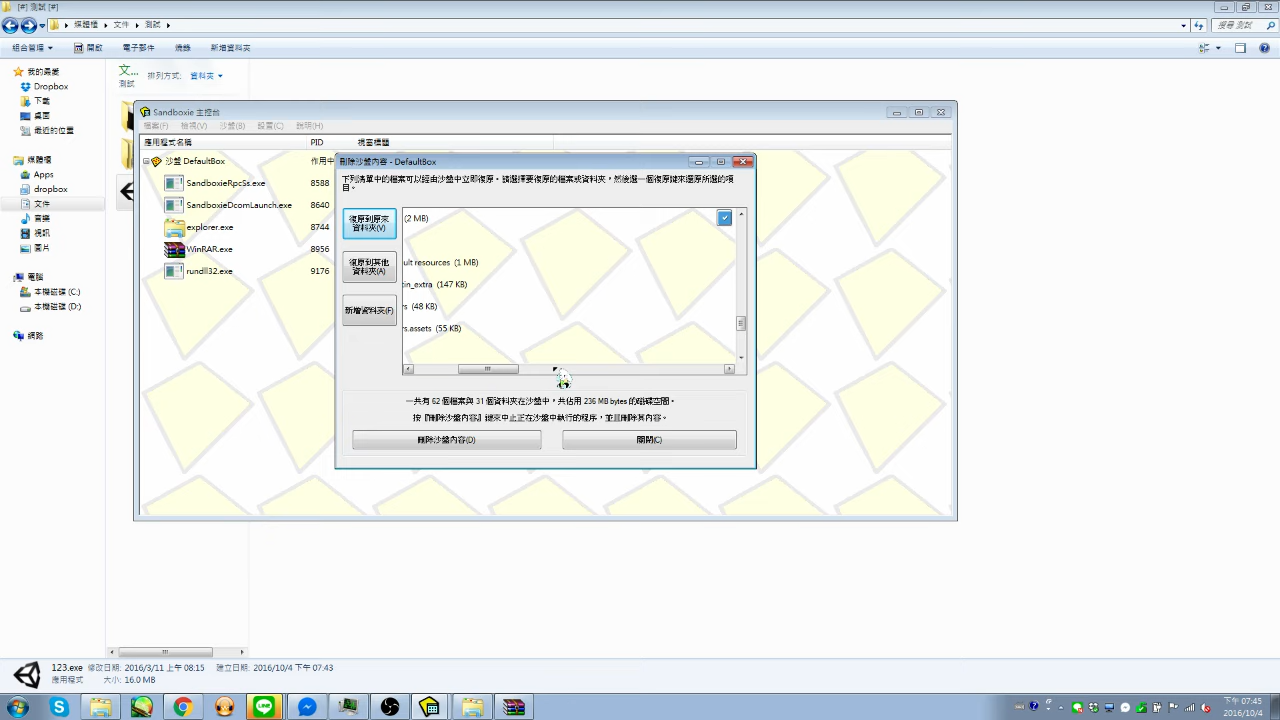 [#] 測試 [#]
媒體櫃 ▸ 文件 ▸ 測試 ▸
搜尋 測試
組合管理 開啟 電子郵件 燒錄 新增資料夾
我的最愛
Dropbox
下載
桌面
最近的位置
媒體櫃
Apps
dropbox
文件
音樂
視訊
圖片
電腦
本機磁碟 (C:)
本機磁碟 (D:)
網路
文...
測試
排列方式: 資料夾
Sandboxie 主控台
檔案(F) 檢視(V) 沙盤(B) 設置(C) 說明(H)
應用程式名稱 PID 視窗標題
沙盤 DefaultBox 作用中
SandboxieRpcSs.exe 8588
SandboxieDcomLaunch.exe 8640
explorer.exe 8744
WinRAR.exe 8956
rundll32.exe 9176
刪除沙盤內容 - DefaultBox
下列清單中的檔案可以經由沙盤中立即復原。請選擇要復原的檔案或資料夾，然後選一個復原鍵來還原所選的項
目。
復原到原來
資料夾(V)
復原到其他
資料夾(A)
新增資料夾(F)
(2 MB)
ult resources (1 MB)
in_extra (147 KB)
s (48 KB)
s.assets (55 KB)
一共有 62 個檔案與 31 個資料夾在沙盤中，共佔用 236 MB bytes 的磁碟空間。
按『刪除沙盤內容』鍵來中止正在沙盤中執行的程序，並且刪除其內容。
刪除沙盤內容(D) 關閉(C)
123.exe 修改日期: 2016/3/11 上午 08:15 建立日期: 2016/10/4 下午 07:43
應用程式 大小: 16.0 MB
下午 07:45
2016/10/4